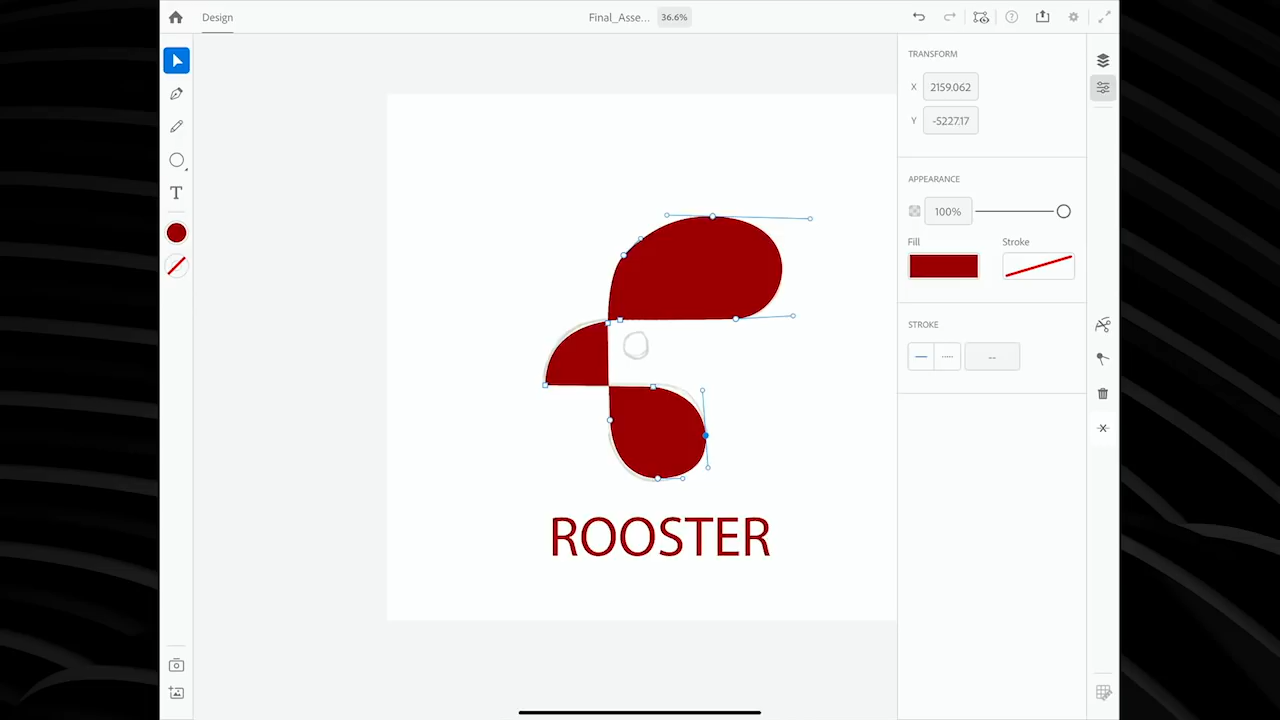 Design
Final_Asse...
36.6%
TRANSFORM
X 2159.062
Y -5227.17
APPEARANCE
100%
Fill Stroke
STROKE
--
T
ROOSTER